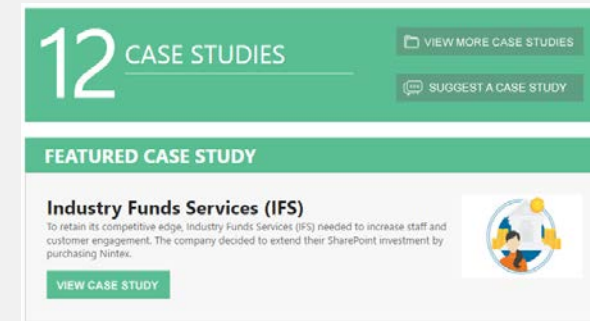 12 CASE STUDIES
VIEW MORE CASE STUDIES
SUGGEST A CASE STUDY
FEATURED CASE STUDY
Industry Funds Services (IFS)
To retain its competitive edge, Industry Funds Services (IFS) needed to increase staff and
customer engagement. The company decided to extend their SharePoint investment by
purchasing Nintex.
VIEW CASE STUDY